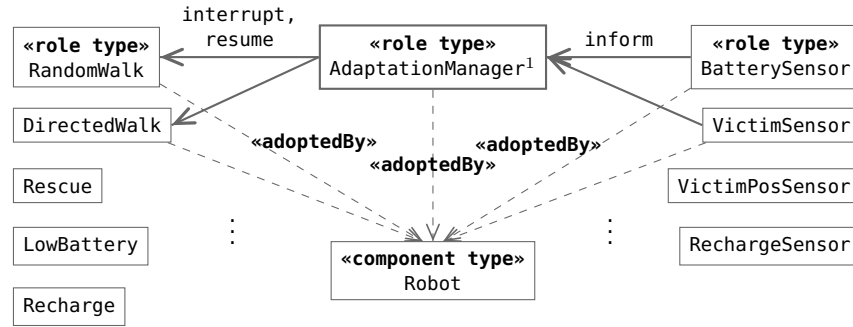 interrupt,
resume
«role type»
RandomWalk
«role type»
AdaptationManager¹
inform
«role type»
BatterySensor
DirectedWalk
VictimSensor
«adoptedBy»
«adoptedBy»
«adoptedBy»
Rescue
VictimPosSensor
LowBattery
⋮
⋮
RechargeSensor
«component type»
Robot
Recharge